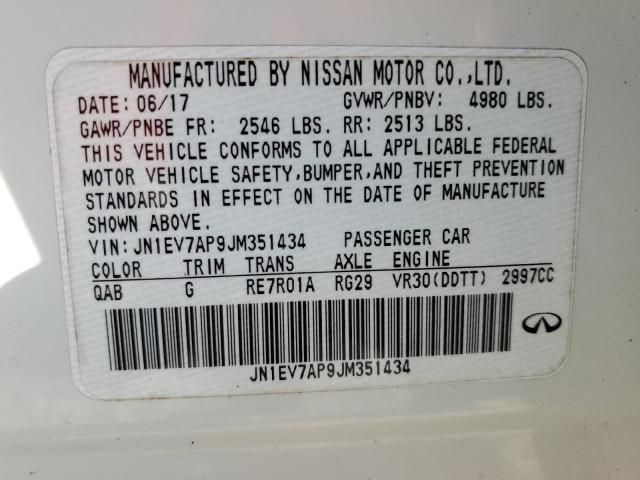 MANUFACTURED BY NISSAN MOTOR CO.,LTD.
DATE: 06/17 GVWR/PNBV: 4980 LBS.
GAWR/PNBE FR: 2546 LBS. RR: 2513 LBS.
THIS VEHICLE CONFORMS TO ALL APPLICABLE FEDERAL
MOTOR VEHICLE SAFETY,BUMPER,AND THEFT PREVENTION
STANDARDS IN EFFECT ON THE DATE OF MANUFACTURE
SHOWN ABOVE.
VIN:JN1EV7AP9JM351434 PASSENGER CAR
COLOR TRIM TRANS AXLE ENGINE
QAB G RE7R01A RG29 VR30(DDTT) 2997CC
JN1EV7AP9JM351434